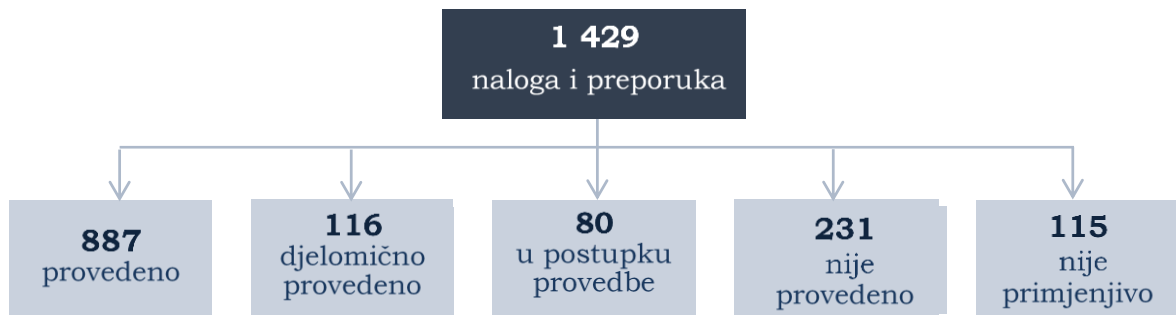 1 429
naloga i preporuka
887
provedeno
116
djelomično
provedeno
80
u postupku
provedbe
231
nije
provedeno
115
nije
primjenjivo